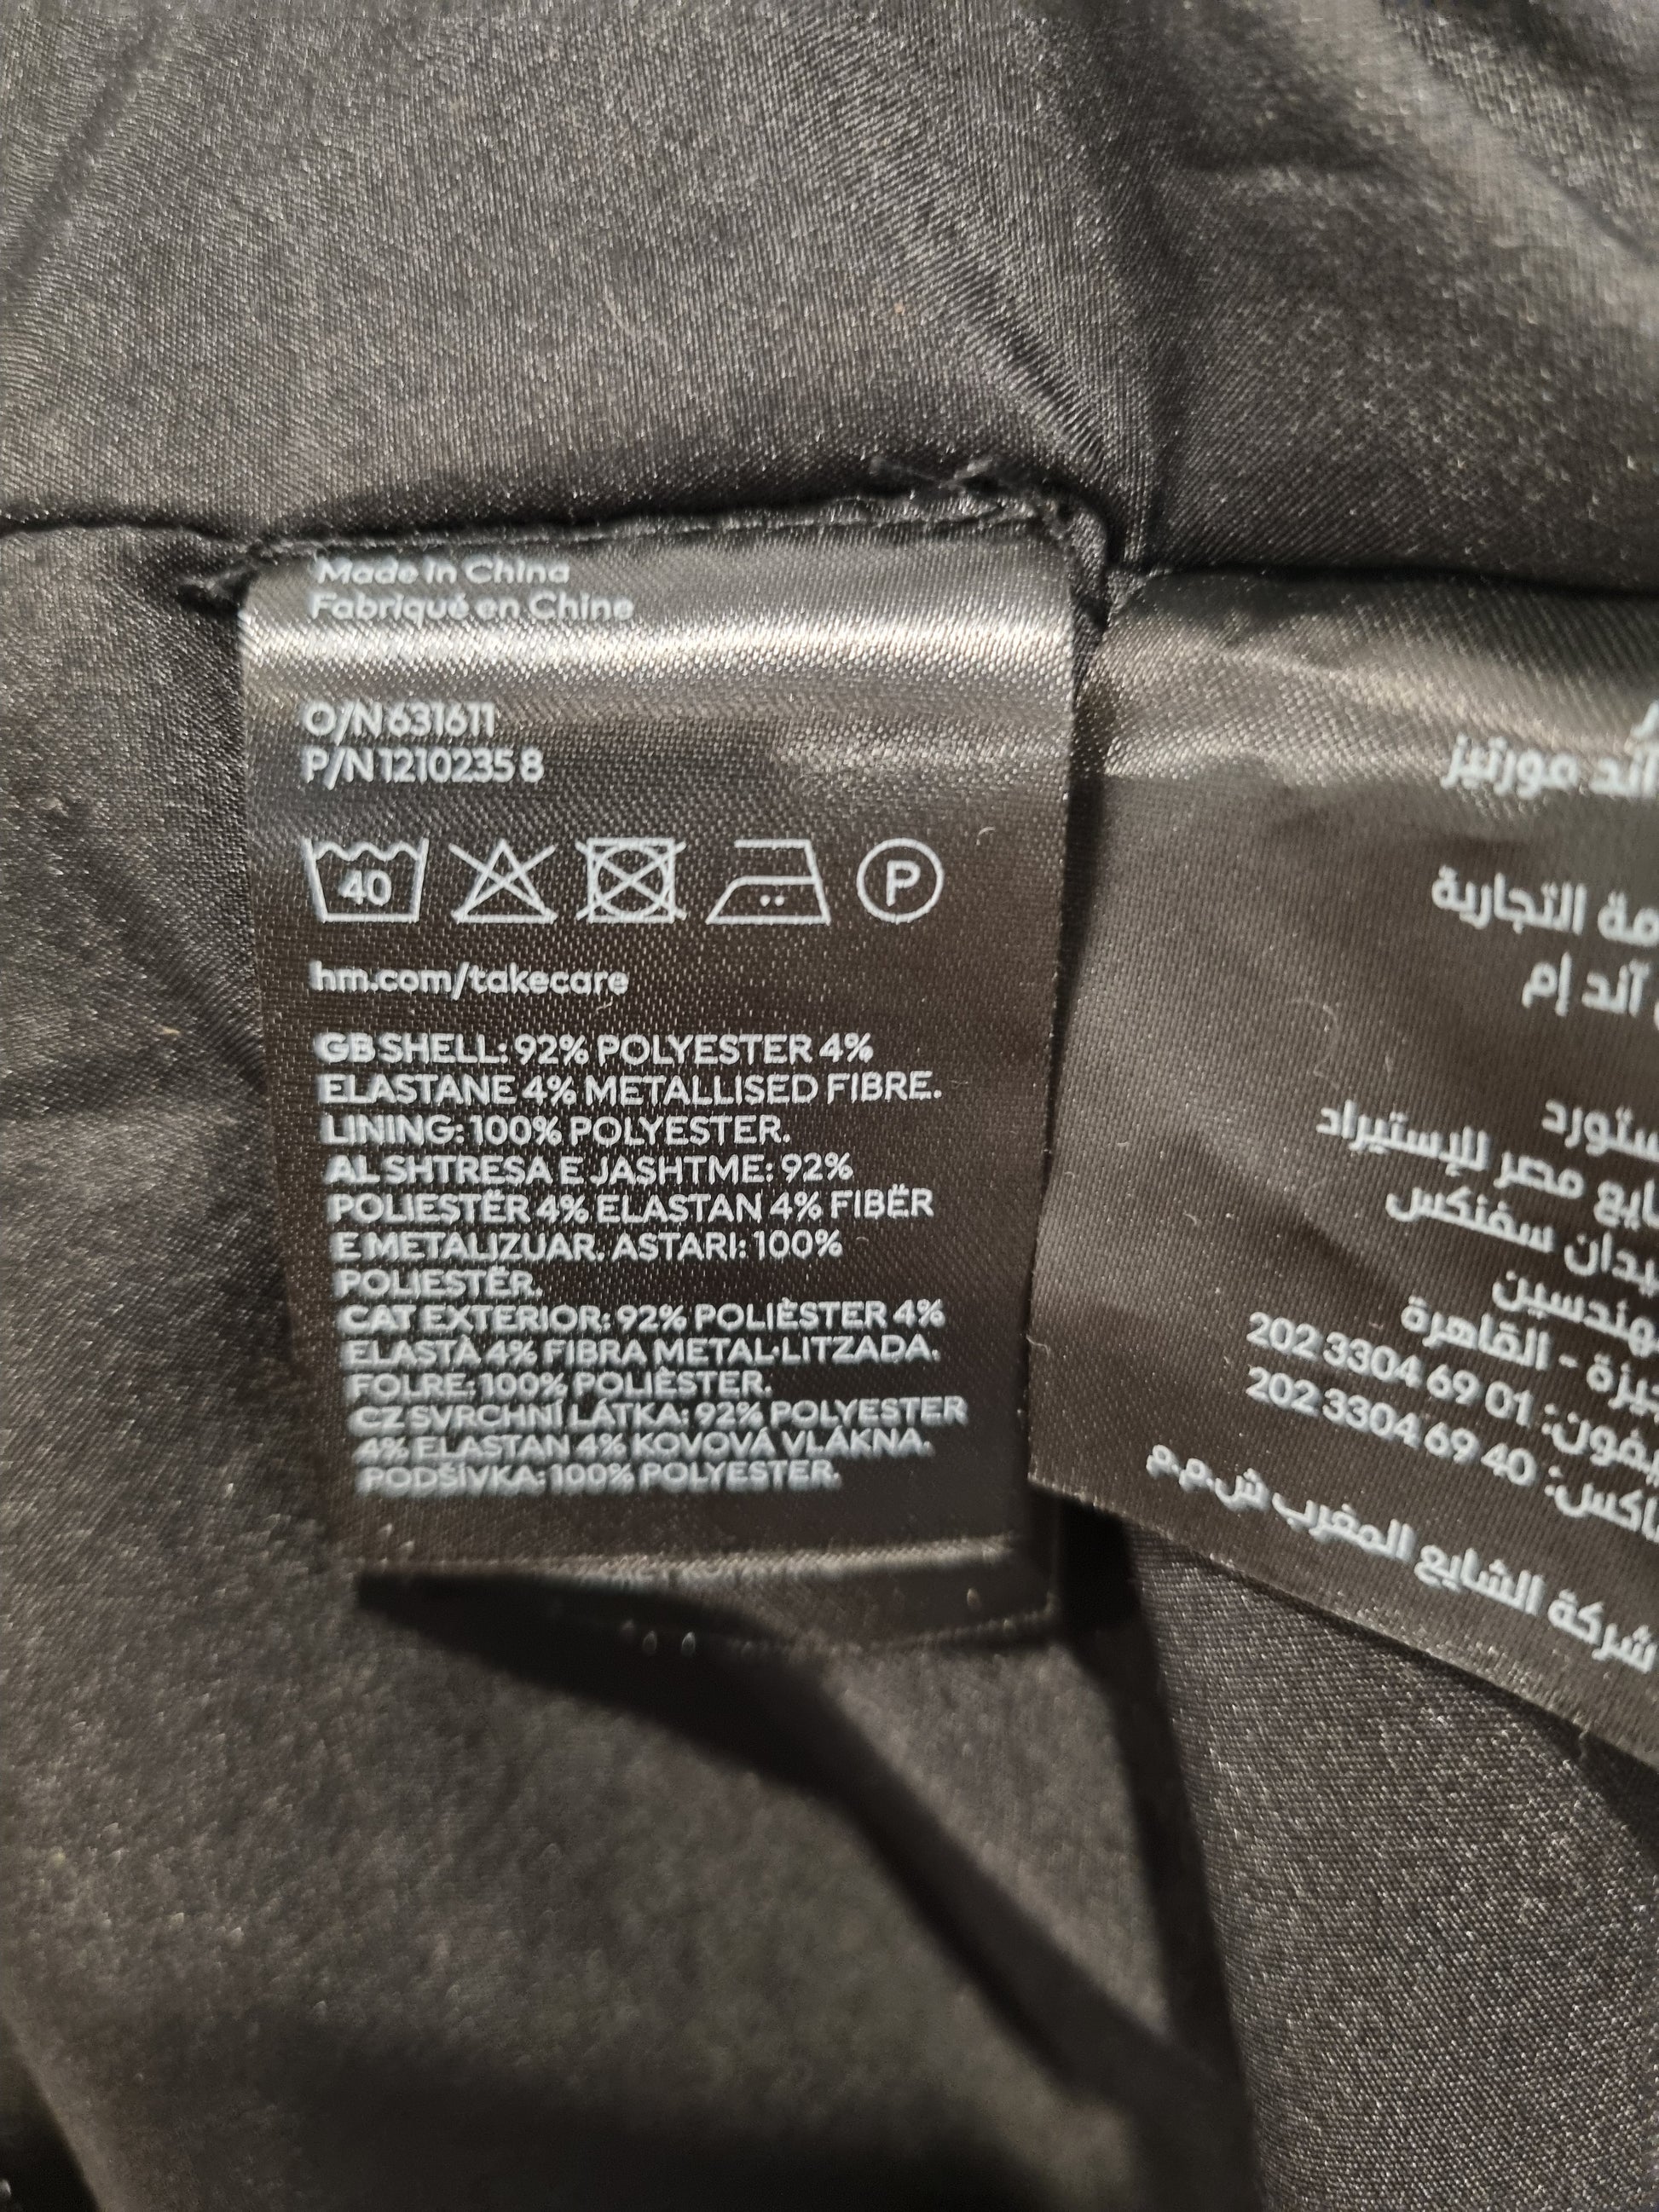 Made in China
Fabriqué en Chine
O/N 631611
P/N 1210235 8
40
P
hm.com/takecare
GB SHELL: 92% POLYESTER 4%
ELASTANE 4% METALLISED FIBRE.
LINING: 100% POLYESTER.
AL SHTRESA E JASHTME: 92%
POLIESTËR 4% ELASTAN 4% FIBËR
E METALIZUAR. ASTARI: 100%
POLIESTËR.
CAT EXTERIOR: 92% POLIÈSTER 4%
ELASTÀ 4% FIBRA METAL·LITZADA.
FOLRE: 100% POLIÈSTER.
CZ SVRCHNÍ LÁTKA: 92% POLYESTER
4% ELASTAN 4% KOVOVÁ VLÁKNA.
PODŠÍVKA: 100% POLYESTER.
آند مورتيز
التجارية
آند إم
مصر للإستيراد
سفنكس
- القاهرة
202 3304 69 01
202 3304 69 40
شركة الشايع المغرب ش.م.م